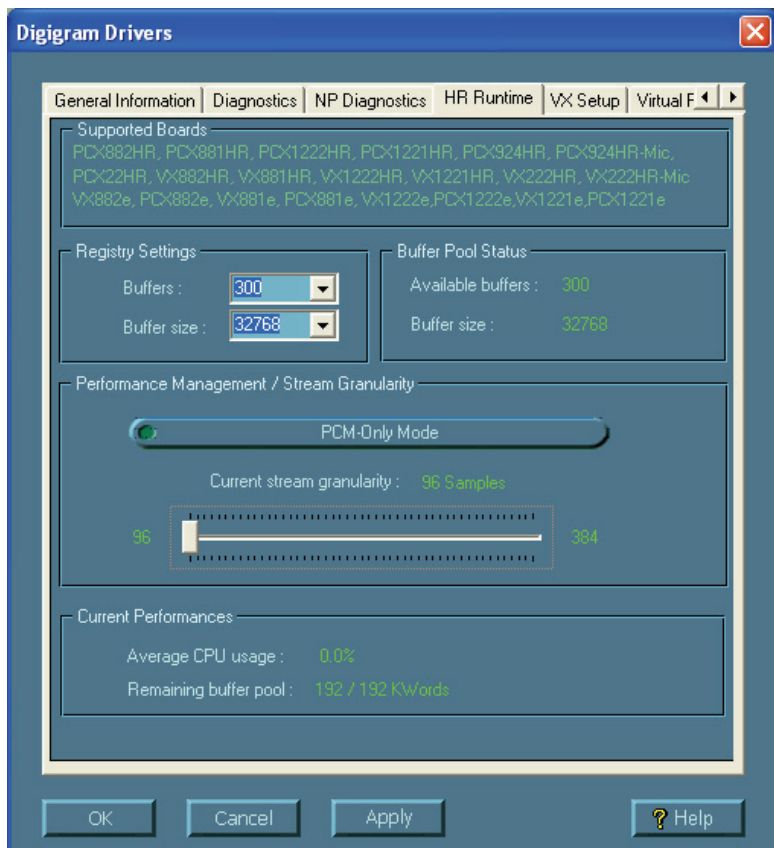 Digigram Drivers
General Information Diagnostics NP Diagnostics HR Runtime VX Setup
Supported Boards
PCX882HR, PCX881HR, PCX1222HR, PCX1221HR, PCX924HR, PCX924HR-Mic,
PCX22HR, VX882HR, VX881HR, VX1222HR, VX1221HR, VX222HR, VX222HR-Mic
VX882e, PCX882e, VX881e, PCX881e, VX1222e,PCX1222e,VX1221e,PCX1221e
Registry Settings
Buffers : 300
Buffer size : 32768
Buffer Pool Status
Available buffers : 300
Buffer size : 32768
Performance Management / Stream Granularity
PCM-Only Mode
Current stream granularity : 96 Samples
96 384
Current Performances
Average CPU usage : 0.0%
Remaining buffer pool : 192 / 192 KWords
OK Cancel Apply ? Help